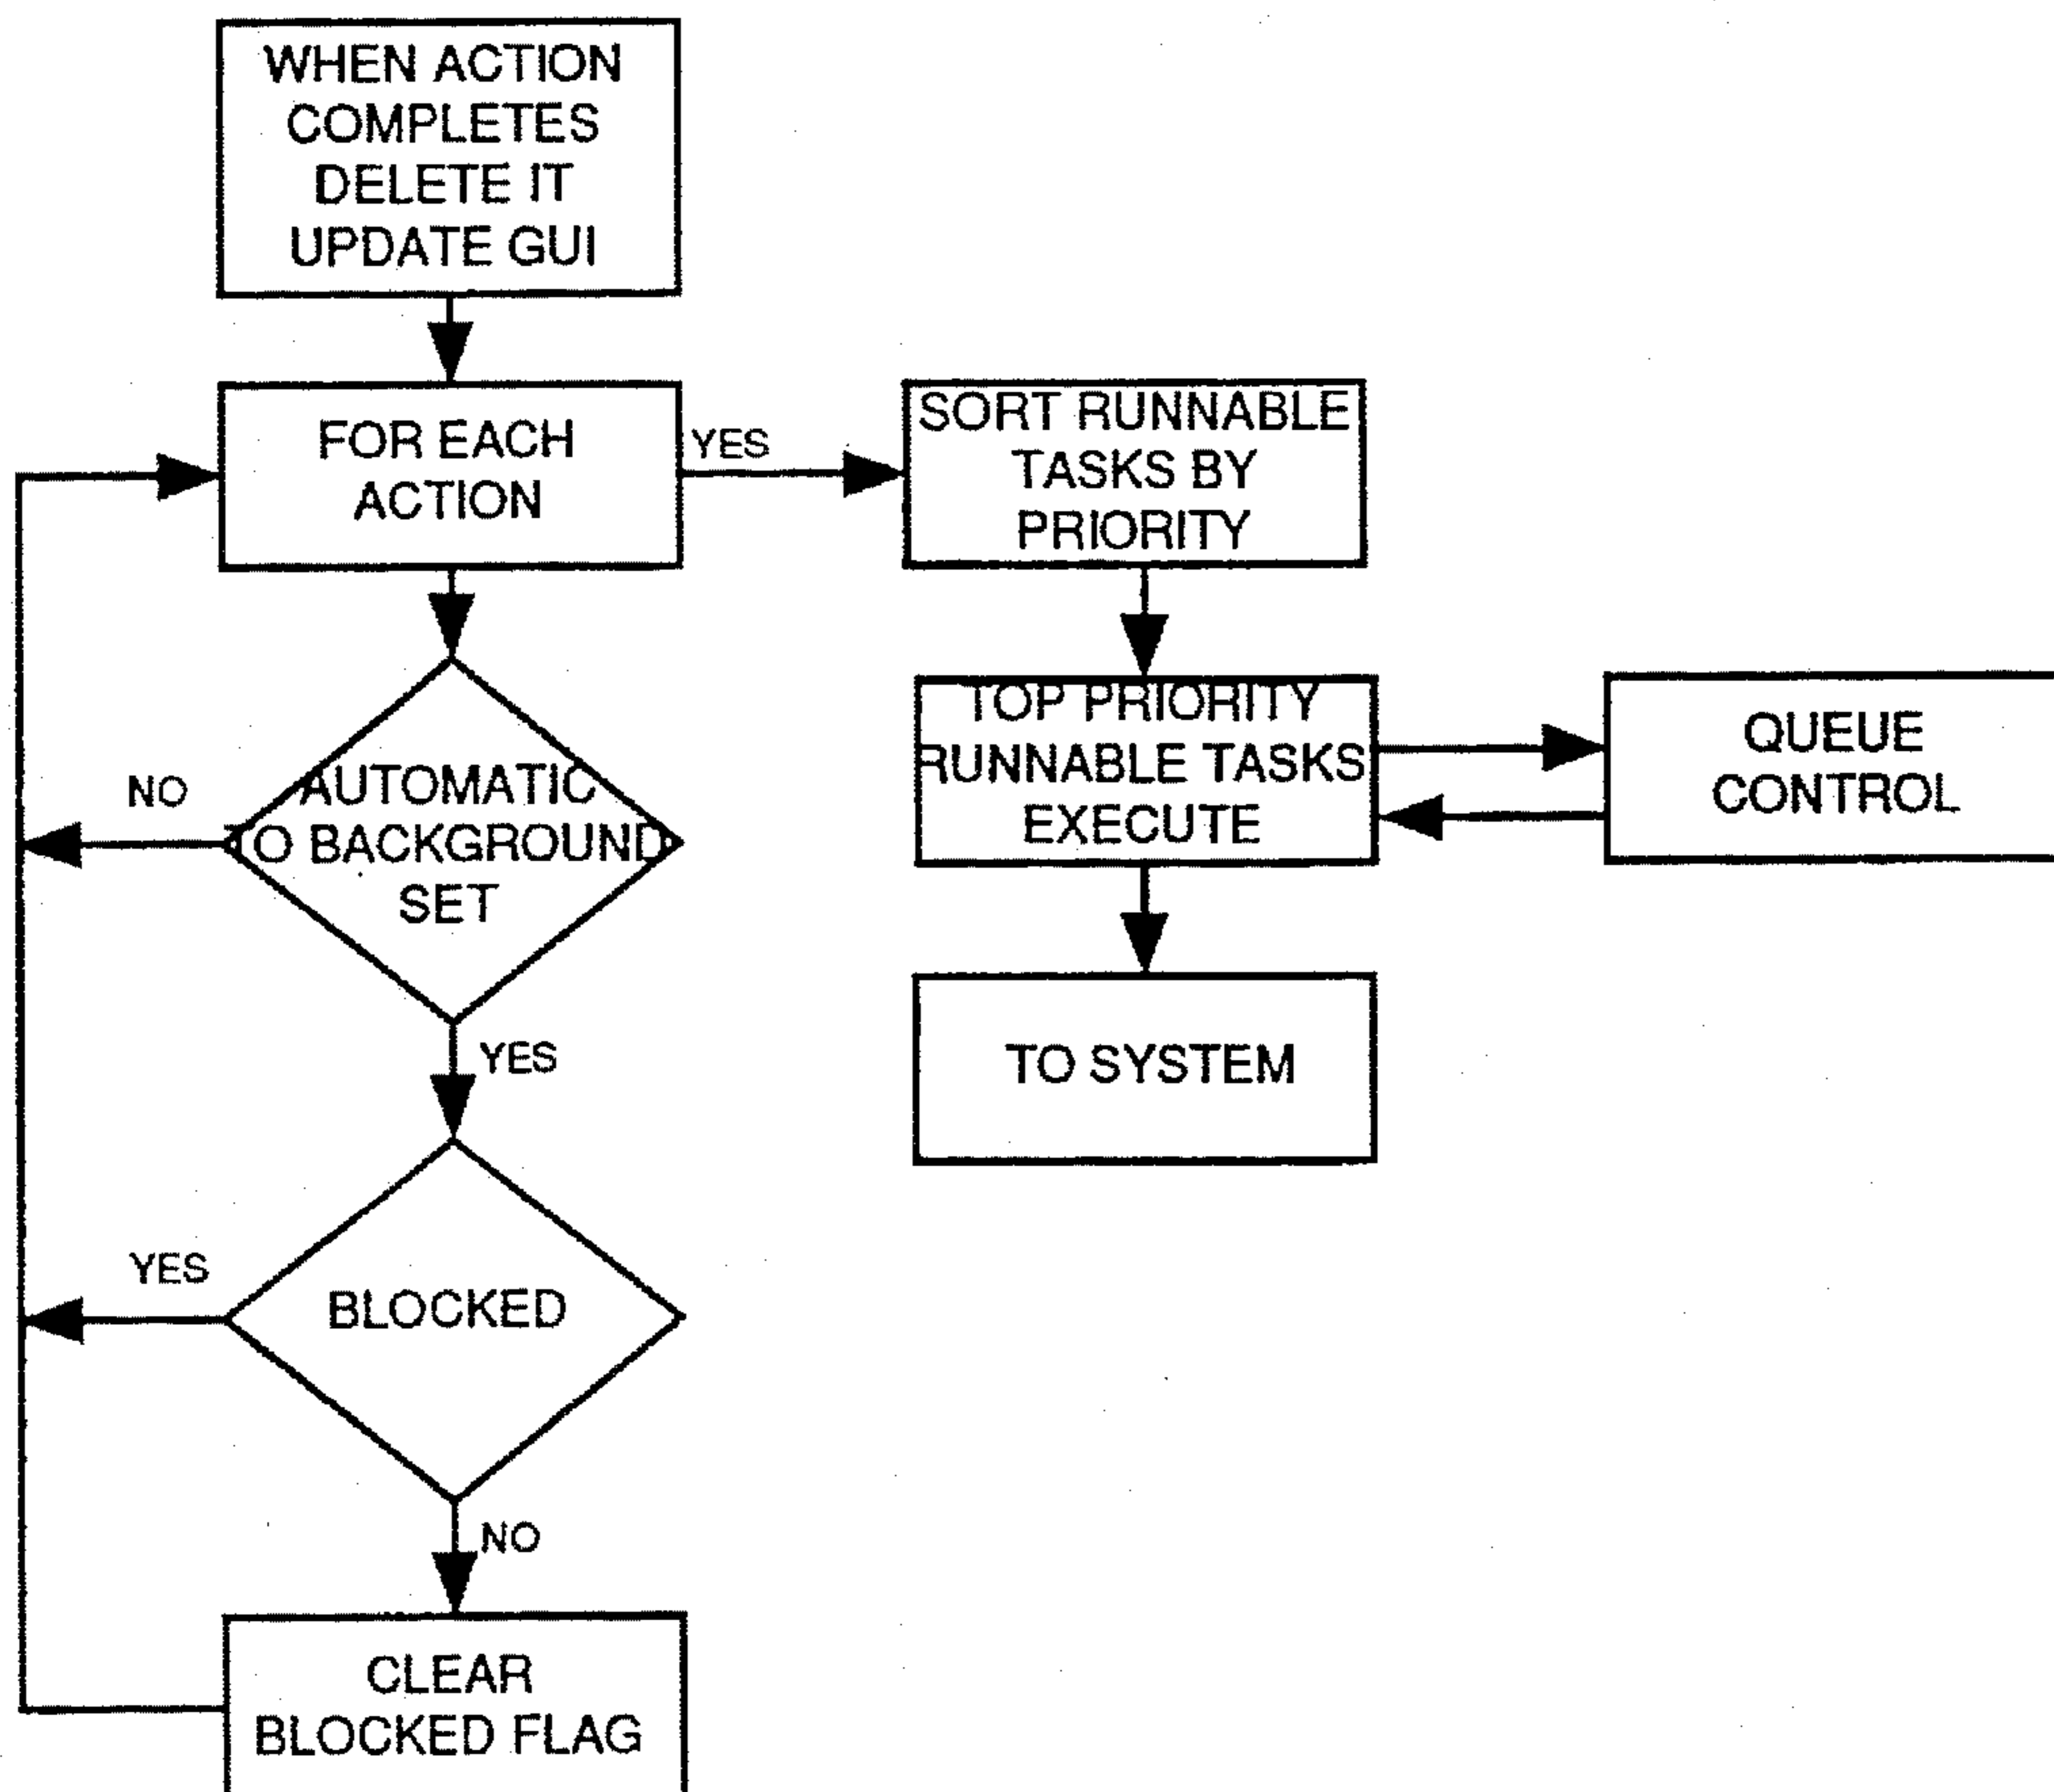 WHEN ACTION
COMPLETES
DELETE IT
UPDATE GUI
FOR EACH
ACTION
YES
SORT RUNNABLE
TASKS BY
PRIORITY
AUTOMATIC
TO BACKGROUND
SET
NO
YES
TOP PRIORITY
RUNNABLE TASKS
EXECUTE
QUEUE
CONTROL
TO SYSTEM
BLOCKED
YES
NO
CLEAR
BLOCKED FLAG